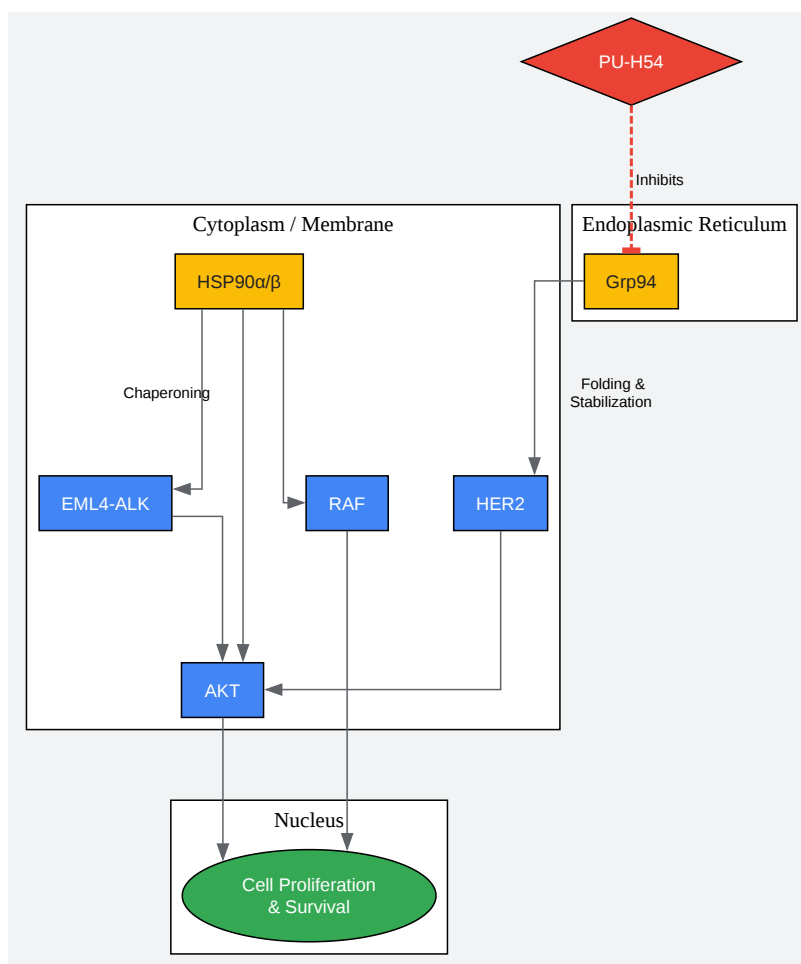 PU-H54
Inhibits
Cytoplasm / Membrane
Endoplasmic Reticulum
HSP90α/β
Grp94
Chaperoning
Folding &
Stabilization
EML4-ALK
RAF
HER2
AKT
Nucleus
Cell Proliferation
& Survival